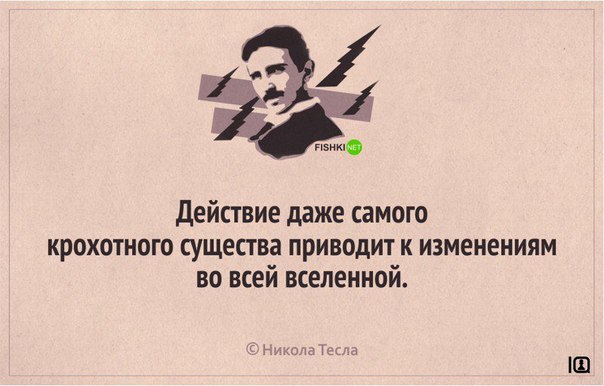 FISHKI NET
Действие даже самого
крохотного существа приводит к изменениям
во всей вселенной.
© Никола Тесла